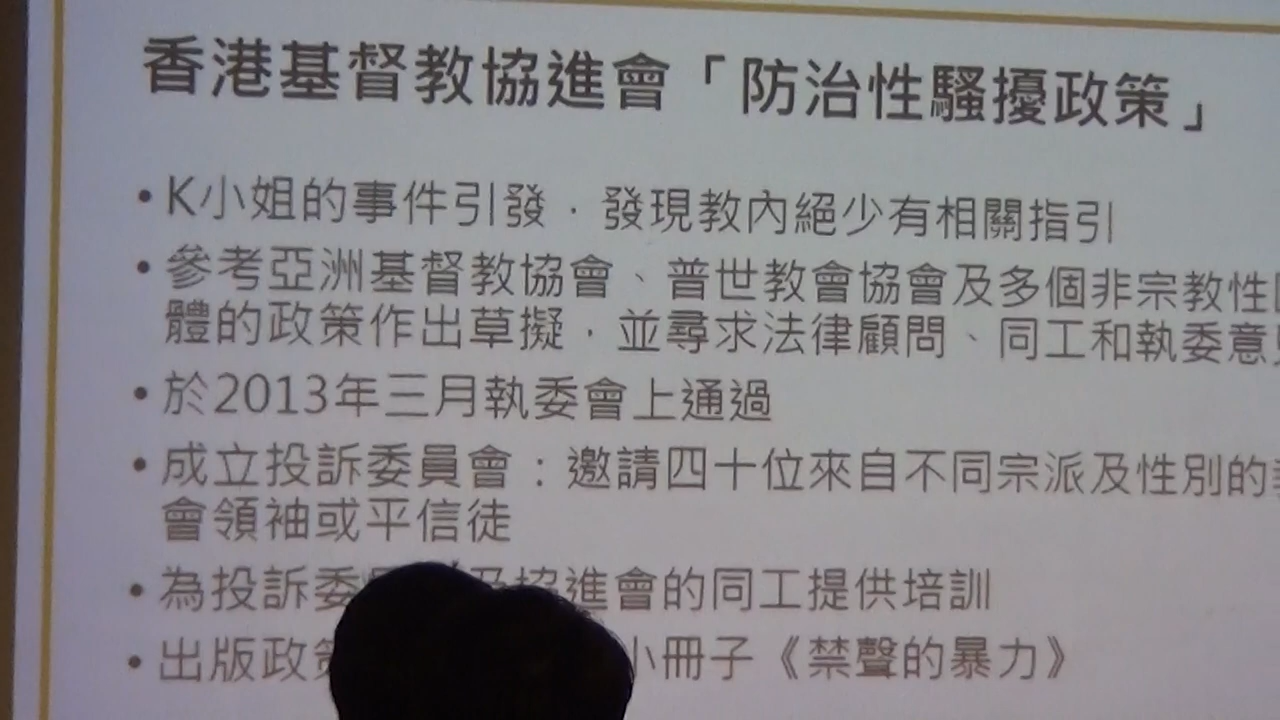 香港基督教協進會「防治性騷擾政策」
•K小姐的事件引發，發現教內絕少有相關指引
•參考亞洲基督教協會、普世教會協會及多個非宗教性
體的政策作出草擬，並尋求法律顧問、同工和執委意
•於2013年三月執委會上通過
•成立投訴委員會：邀請四十位來自不同宗派及性別的
會領袖或平信徒
•為投訴委 協進會的同工提供培訓
•出版政 小冊子《禁聲的暴力》